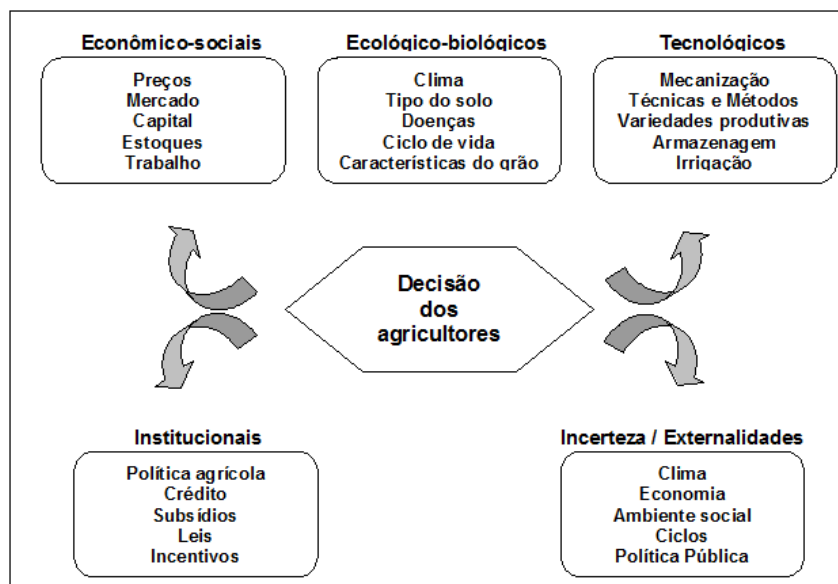 Econômico-sociais
Preços
Mercado
Capital
Estoques
Trabalho
Ecológico-biológicos
Clima
Tipo do solo
Doenças
Ciclo de vida
Características do grão
Tecnológicos
Mecanização
Técnicas e Métodos
Variedades produtivas
Armazenagem
Irrigação
Decisão
dos
agricultores
Institucionais
Política agrícola
Crédito
Subsídios
Leis
Incentivos
Incerteza / Externalidades
Clima
Economia
Ambiente social
Ciclos
Política Pública